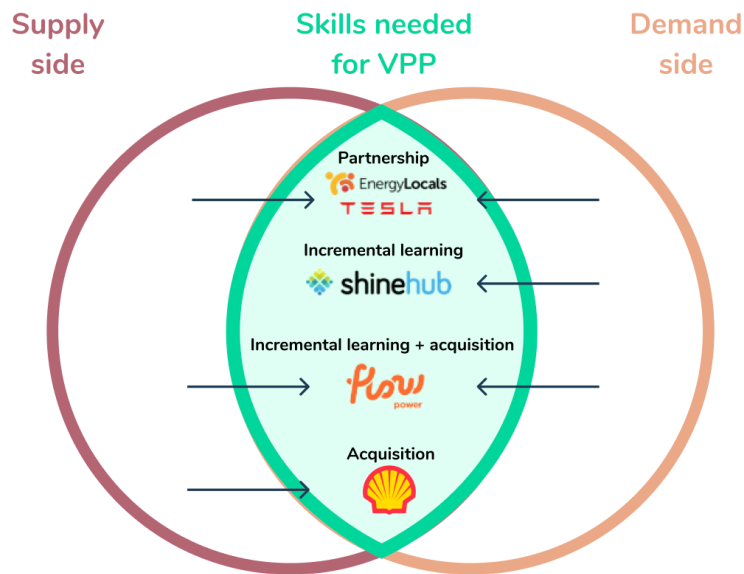 Supply
side
Skills needed
for VPP
Demand
side
Partnership
EnergyLocals
TESLA
Incremental learning
shinehub
Incremental learning + acquisition
flow
power
Acquisition